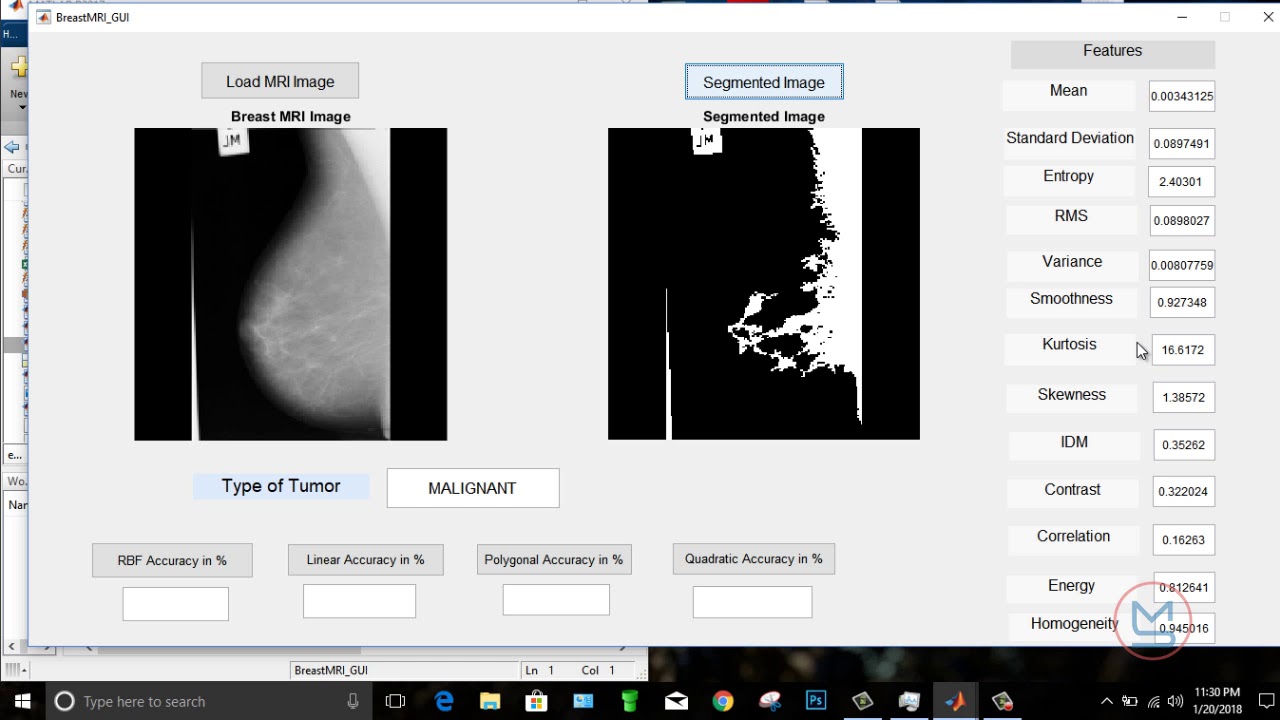 BreastMRI_GUI
H...
New
Cur.
e...
Wo.
Nar
Load MRI Image
Segmented Image
Breast MRI Image
Segmented Image
JM
JM
Type of Tumor
MALIGNANT
RBF Accuracy in %
Linear Accuracy in %
Polygonal Accuracy in %
Quadratic Accuracy in %
Features
Mean
0.00343125
Standard Deviation
0.0897491
Entropy
2.40301
RMS
0.0898027
Variance
0.00807759
Smoothness
0.927348
Kurtosis
16.6172
Skewness
1.38572
IDM
0.35262
Contrast
0.322024
Correlation
0.16263
Energy
0.812641
Homogeneity
0.945016
BreastMRI_GUI
Ln 1 Col 1
Type here to search
11:30 PM
1/20/2018